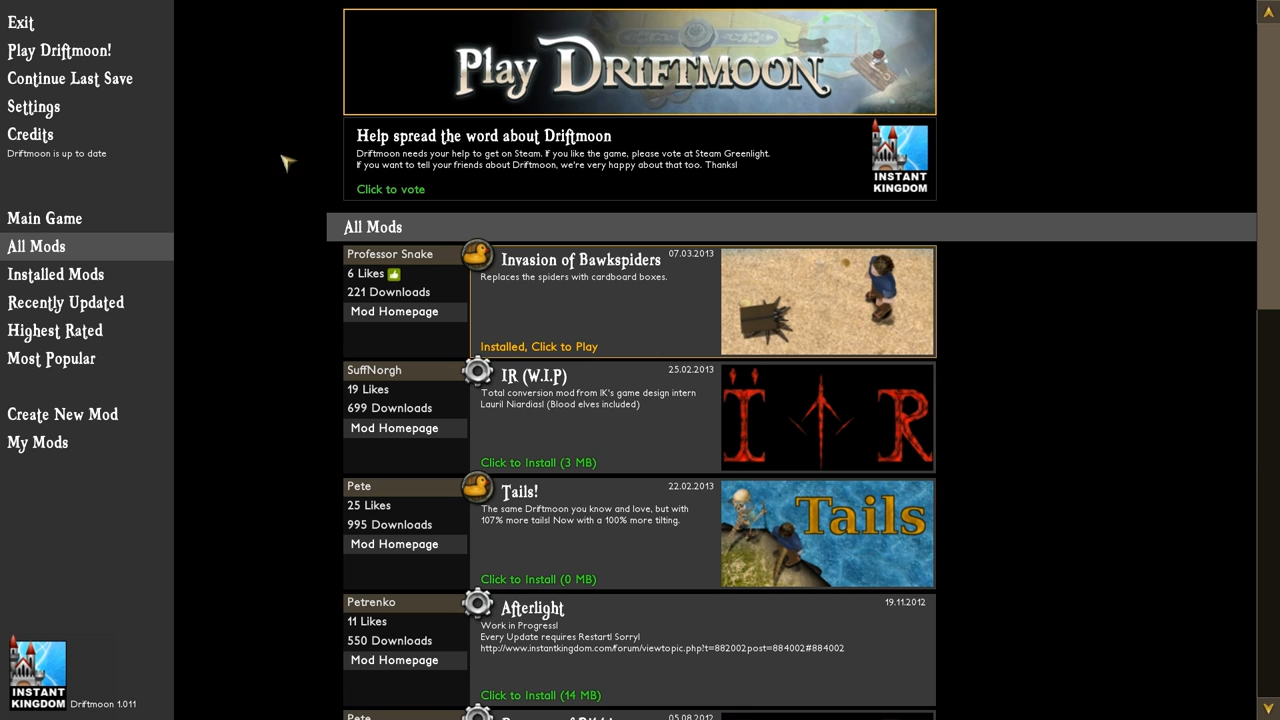 Exit
Play Driftmoon!
Continue Last Save
Settings
Credits
Driftmoon is up to date
Main Game
All Mods
Installed Mods
Recently Updated
Highest Rated
Most Popular
Create New Mod
My Mods
INSTANT
KINGDOM
Driftmoon 1.011
Play DRIFTMOON
Help spread the word about Driftmoon
Driftmoon needs your help to get on Steam. If you like the game, please vote at Steam Greenlight.
If you want to tell your friends about Driftmoon, we're very happy about that too. Thanks!
Click to vote
INSTANT
KINGDOM
All Mods
Professor Snake
6 Likes
221 Downloads
Mod Homepage
Invasion of Bawkspiders
07.03.2013
Replaces the spiders with cardboard boxes.
Installed, Click to Play
SuffNorgh
19 Likes
699 Downloads
Mod Homepage
IR (W.I.P)
25.02.2013
Total conversion mod from IK's game design intern
Lauril Niardias! (Blood elves included)
Click to Install (3 MB)
Ï R
Pete
25 Likes
995 Downloads
Mod Homepage
Tails!
22.02.2013
The same Driftmoon you know and love, but with
107% more tails! Now with a 100% more tilting.
Click to Install (0 MB)
Tails
Petrenko
11 Likes
550 Downloads
Mod Homepage
Afterlight
19.11.2012
Work in Progress!
Every Update requires Restart! Sorry!
http://www.instantkingdom.com/forum/viewtopic.php?t=882002post=884002#884002
Click to Install (14 MB)
Pete
05.08.2012